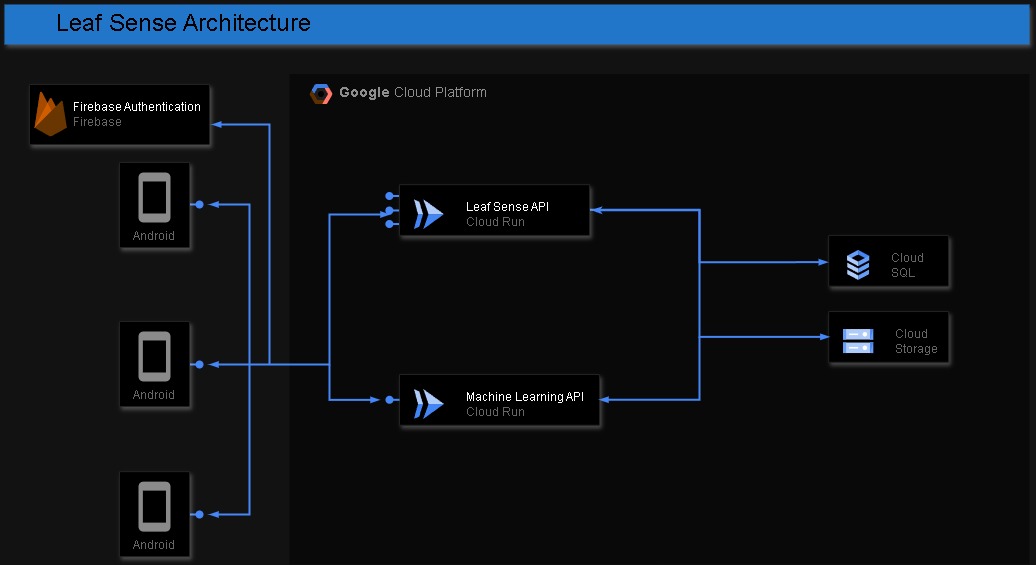 Leaf Sense Architecture
Google Cloud Platform
Firebase Authentication
Firebase
Android
Android
Android
Leaf Sense API
Cloud Run
Machine Learning API
Cloud Run
Cloud
SQL
Cloud
Storage